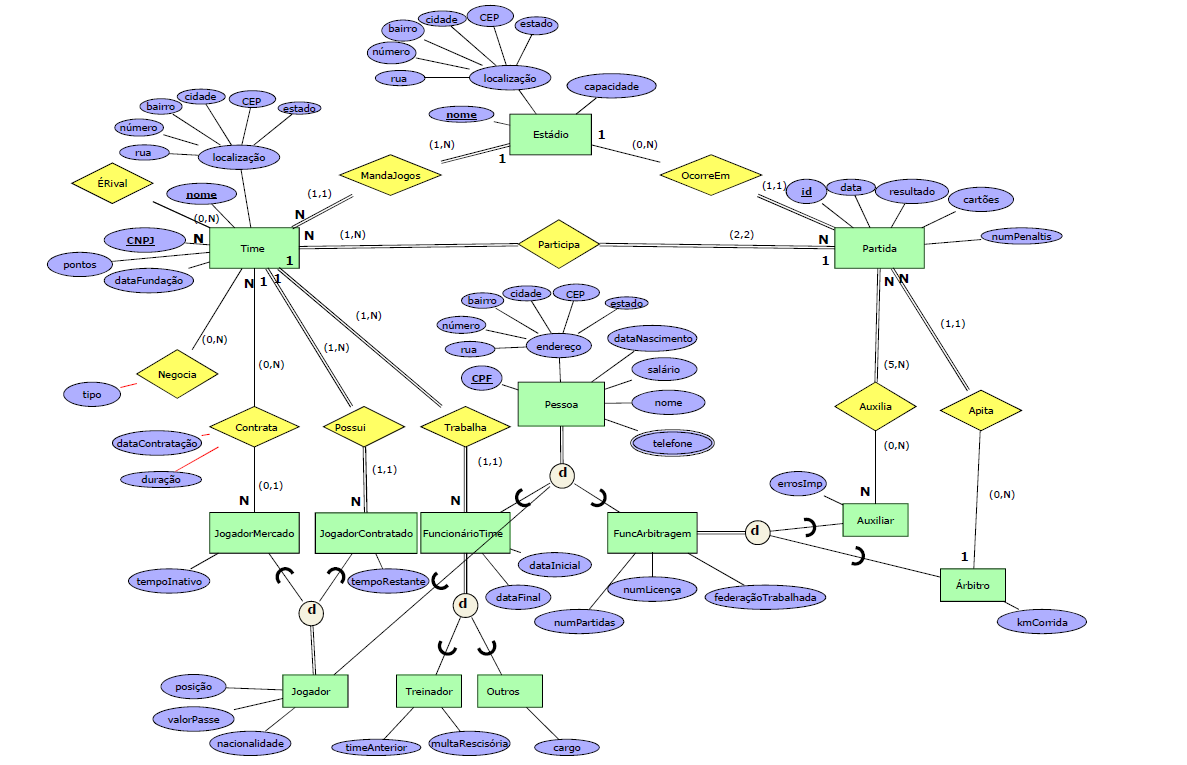 cidade
CEP
estado
bairro
número
rua
localização
capacidade
nome
Estádio
1
1
(1,N)
(0,N)
cidade
CEP
bairro
estado
número
rua
localização
ÉRival
(0,N)
nome
MandaJogos
(1,1)
N
OcorreEm
(1,1)
id
data
resultado
cartões
numPenaltis
CNPJ
pontos
dataFundação
N
Time
1
N
(1,N)
Participa
(2,2)
N
1
Partida
N
1
1
N
N
(0,N)
Negocia
tipo
(0,N)
(1,N)
(1,N)
cidade
CEP
bairro
estado
número
rua
endereço
dataNascimento
salário
CPF
Pessoa
nome
telefone
(1,1)
(5,N)
Auxilia
Apita
(0,N)
(0,N)
dataContratação
duração
Contrata
Possui
Trabalha
(0,1)
(1,1)
(1,1)
N
N
N
d
N
1
JogadorMercado
JogadorContratado
FuncionárioTime
FuncArbitragem
d
errosImp
Auxiliar
Árbitro
kmCorrida
tempoInativo
tempoRestante
dataInicial
dataFinal
numLicença
numPartidas
federaçãoTrabalhada
d
d
posição
valorPasse
nacionalidade
Jogador
Treinador
Outros
timeAnterior
multaRescisória
cargo